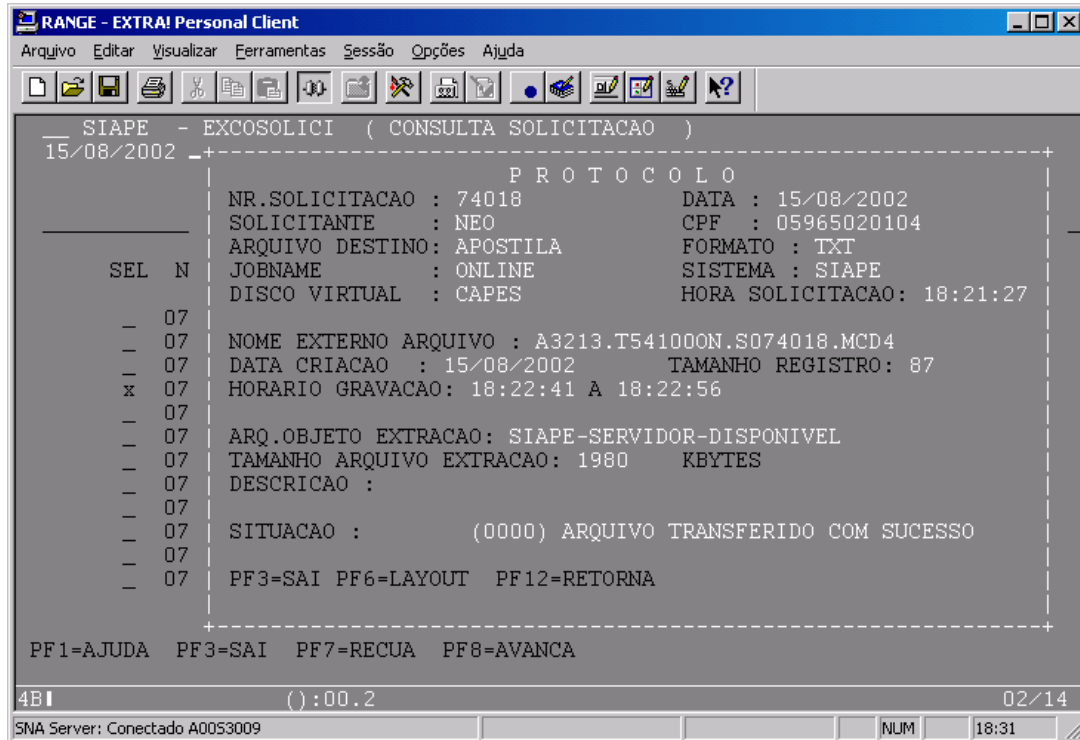 RANGE - EXTRA! Personal Client
Arquivo Editar Visualizar Ferramentas Sessão Opções Ajuda
__ SIAPE - EXCOSOLICI ( CONSULTA SOLICITACAO )
15/08/2002
P R O T O C O L O
NR.SOLICITACAO : 74018 DATA : 15/08/2002
SOLICITANTE : NEO CPF : 05965020104
ARQUIVO DESTINO: APOSTILA FORMATO : TXT
SEL N JOBNAME : ONLINE SISTEMA : SIAPE
DISCO VIRTUAL : CAPES HORA SOLICITACAO: 18:21:27
_ 07
_ 07 NOME EXTERNO ARQUIVO : A3213.T54100ON.S074018.MCD4
_ 07 DATA CRIACAO : 15/08/2002 TAMANHO REGISTRO: 87
x 07 HORARIO GRAVACAO: 18:22:41 A 18:22:56
_ 07
_ 07 ARQ.OBJETO EXTRACAO: SIAPE-SERVIDOR-DISPONIVEL
_ 07 TAMANHO ARQUIVO EXTRACAO: 1980 KBYTES
_ 07 DESCRICAO :
_ 07
_ 07 SITUACAO : (0000) ARQUIVO TRANSFERIDO COM SUCESSO
_ 07
_ 07 PF3=SAI PF6=LAYOUT PF12=RETORNA
PF1=AJUDA PF3=SAI PF7=RECUA PF8=AVANCA
4B ():00.2 02/14
SNA Server: Conectado A00S3009 NUM 18:31